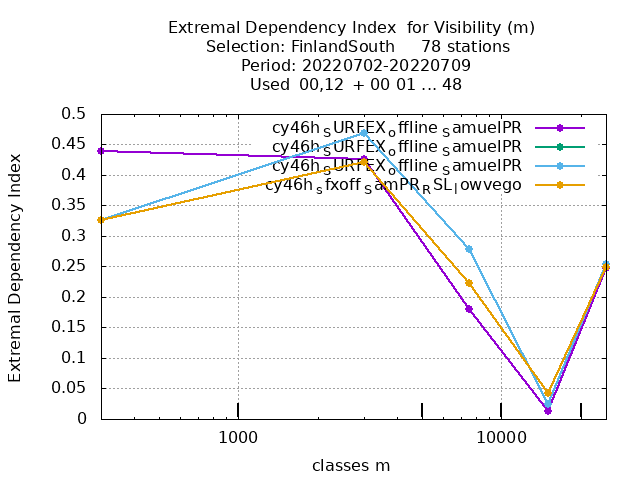 Extremal Dependency Index  for Visibility (m)
Selection: FinlandSouth     78 stations
Period: 20220702-20220709
Used  00,12  + 00 01 ... 48
Extremal Dependency Index
0.5
0.45
0.4
0.35
0.3
0.25
0.2
0.15
0.1
0.05
0
cy46h_sURFEX_offline_samuelPR
cy46h_sURFEX_offline_samuelPR
cy46h_sURFEX_offline_samuelPR
cy46h_sfxoff_samPR_RSL_lowvego
1000
10000
classes m